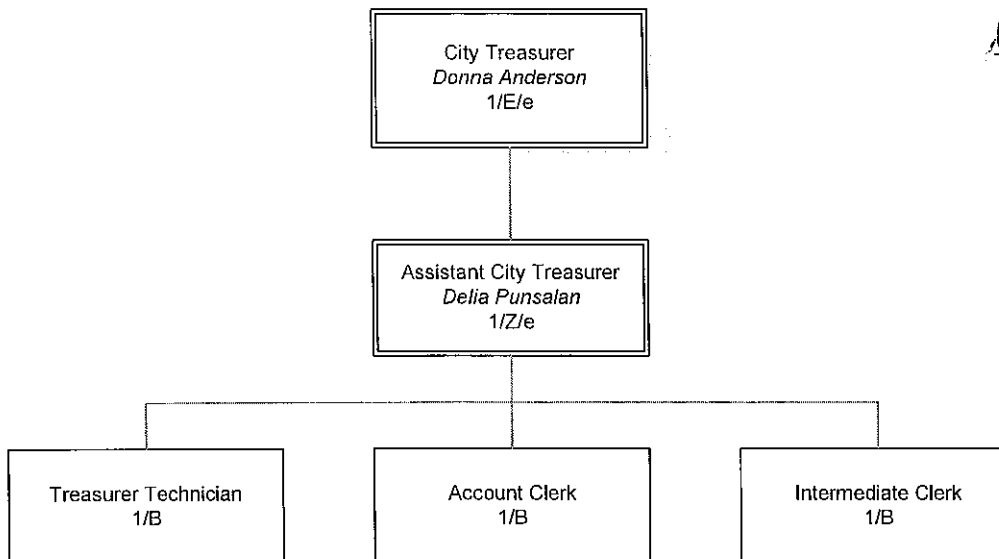 City Treasurer
Donna Anderson
1/E/e
Assistant City Treasurer
Delia Punsalan
1/Z/e
Treasurer Technician
1/B
Account Clerk
1/B
Intermediate Clerk
1/B